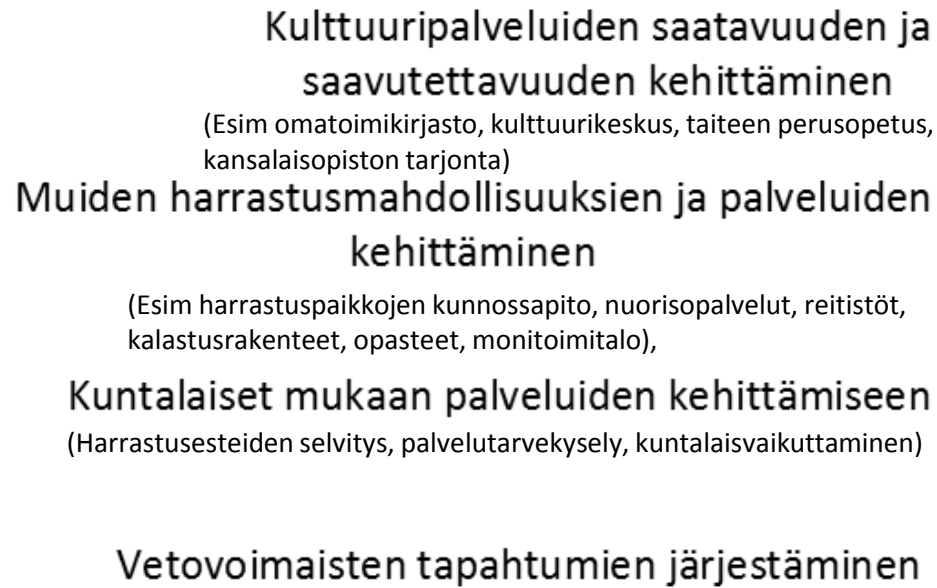 Kulttuuripalveluiden saatavuuden ja
saavutettavuuden kehittäminen
(Esim omatoimikirjasto, kulttuurikeskus, taiteen perusopetus,
kansalaisopiston tarjonta)
Muiden harrastusmahdollisuuksien ja palveluiden
kehittäminen
(Esim harrastuspaikkojen kunnossapito, nuorisopalvelut, reitistöt,
kalastusrakenteet, opasteet, monitoimitalo),
Kuntalaiset mukaan palveluiden kehittämiseen
(Harrastusesteiden selvitys, palvelutarvekysely, kuntalaisvaikuttaminen)
Vetovoimaisten tapahtumien järjestäminen